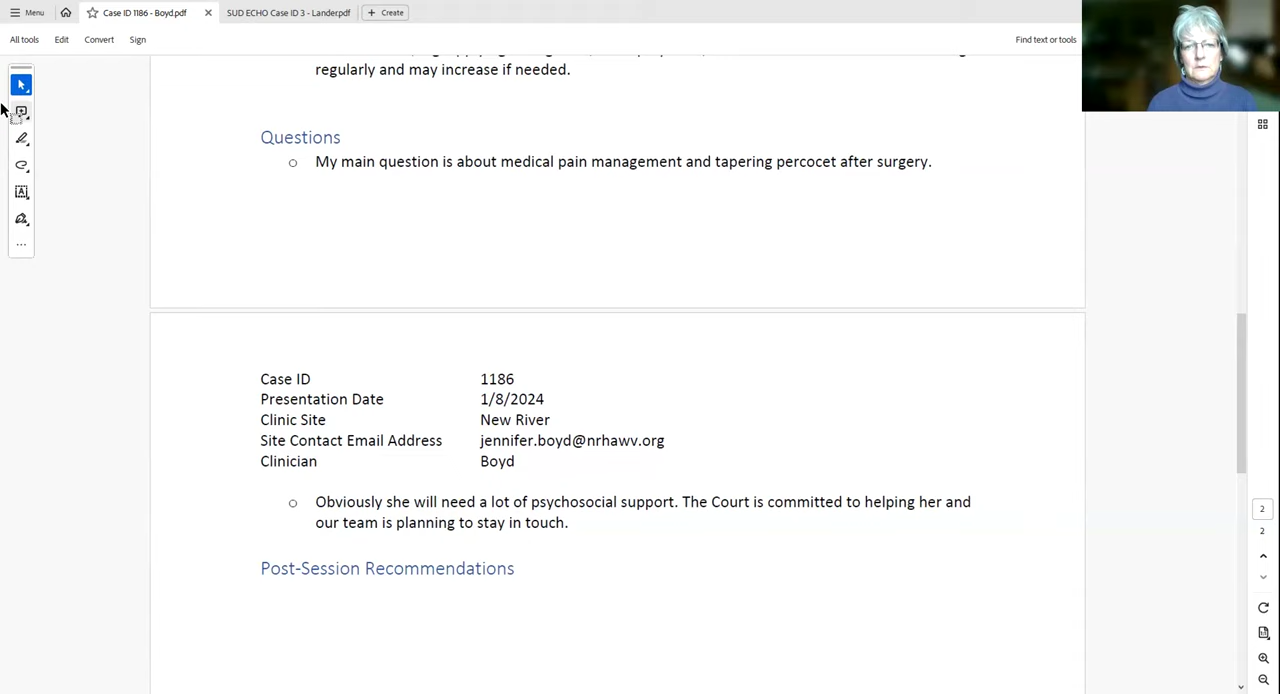 Menu
Case ID 1186 - Boyd.pdf
SUD ECHO Case ID 3 - Lander.pdf
Create
All tools
Edit
Convert
Sign
Find text or tools
regularly and may increase if needed.
Questions
My main question is about medical pain management and tapering percocet after surgery.
Case ID 1186
Presentation Date 1/8/2024
Clinic Site New River
Site Contact Email Address jennifer.boyd@nrhawv.org
Clinician Boyd
Obviously she will need a lot of psychosocial support. The Court is committed to helping her and
our team is planning to stay in touch.
Post-Session Recommendations
2
2